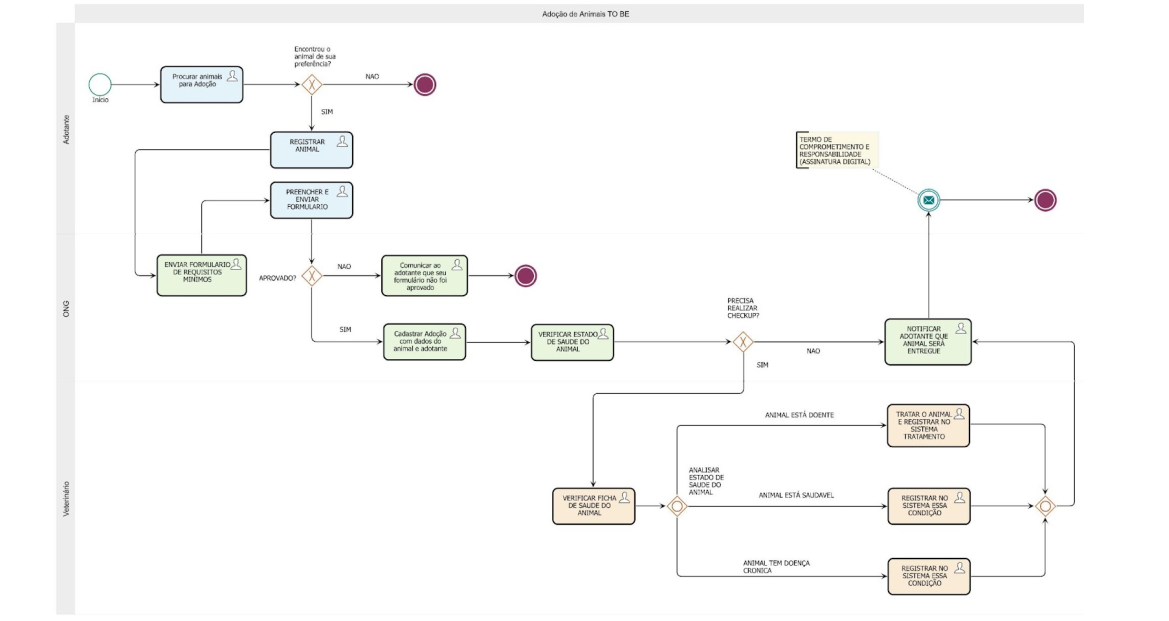 Adoção de Animais TO BE
Adotante
Início
Procurar animais
para Adoção
Encontrou o
animal de sua
preferência?
NAO
SIM
REGISTRAR
ANIMAL
PREENCHER E
ENVIAR
FORMULARIO
TERMO DE
COMPROMETIMENTO E
RESPONSABILIDADE
(ASSINATURA DIGITAL)
ONG
ENVIAR FORMULARIO
DE REQUISITOS
MINIMOS
APROVADO?
NAO
Comunicar ao
adotante que seu
formulário não foi
aprovado
SIM
Cadastrar Adoção
com dados do
animal e adotante
VERIFICAR ESTADO
DE SAUDE DO
ANIMAL
PRECISA
REALIZAR
CHECKUP?
NAO
SIM
NOTIFICAR
ADOTANTE QUE
ANIMAL SERÁ
ENTREGUE
Veterinário
VERIFICAR FICHA
DE SAUDE DO
ANIMAL
ANALISAR
ESTADO DE
SAUDE DO
ANIMAL
ANIMAL ESTÁ DOENTE
TRATAR O ANIMAL
E REGISTRAR NO
SISTEMA
TRATAMENTO
ANIMAL ESTÁ SAUDAVEL
REGISTRAR NO
SISTEMA ESSA
CONDIÇÃO
ANIMAL TEM DOENÇA
CRONICA
REGISTRAR NO
SISTEMA ESSA
CONDIÇÃO